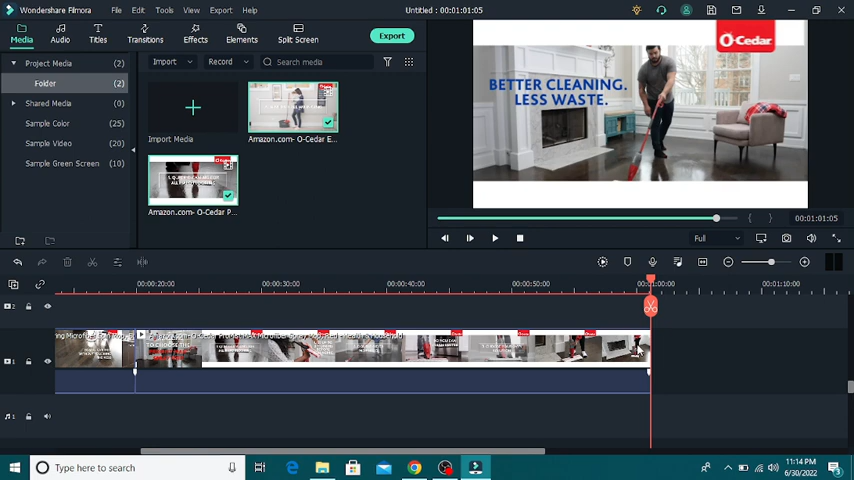 Wondershare Filmora
File Edit Tools View Export Help
Untitled : 00:01:01:05
Media
Audio
Titles
Transitions
Effects
Elements
Split Screen
Export
Project Media (2)
Folder (2)
Shared Media (0)
Sample Color (25)
Sample Video (20)
Sample Green Screen (10)
Import
Record
Search media
Import Media
Amazon.com- O-Cedar E...
Amazon.com- O-Cedar P...
O-Cedar
BETTER CLEANING.
LESS WASTE.
00:01:01:05
Full
00:00:20:00
00:00:30:00
00:00:40:00
00:00:50:00
00:01:00:00
00:01:10:00
2
1
1
Type here to search
11:14 PM
6/30/2022
3